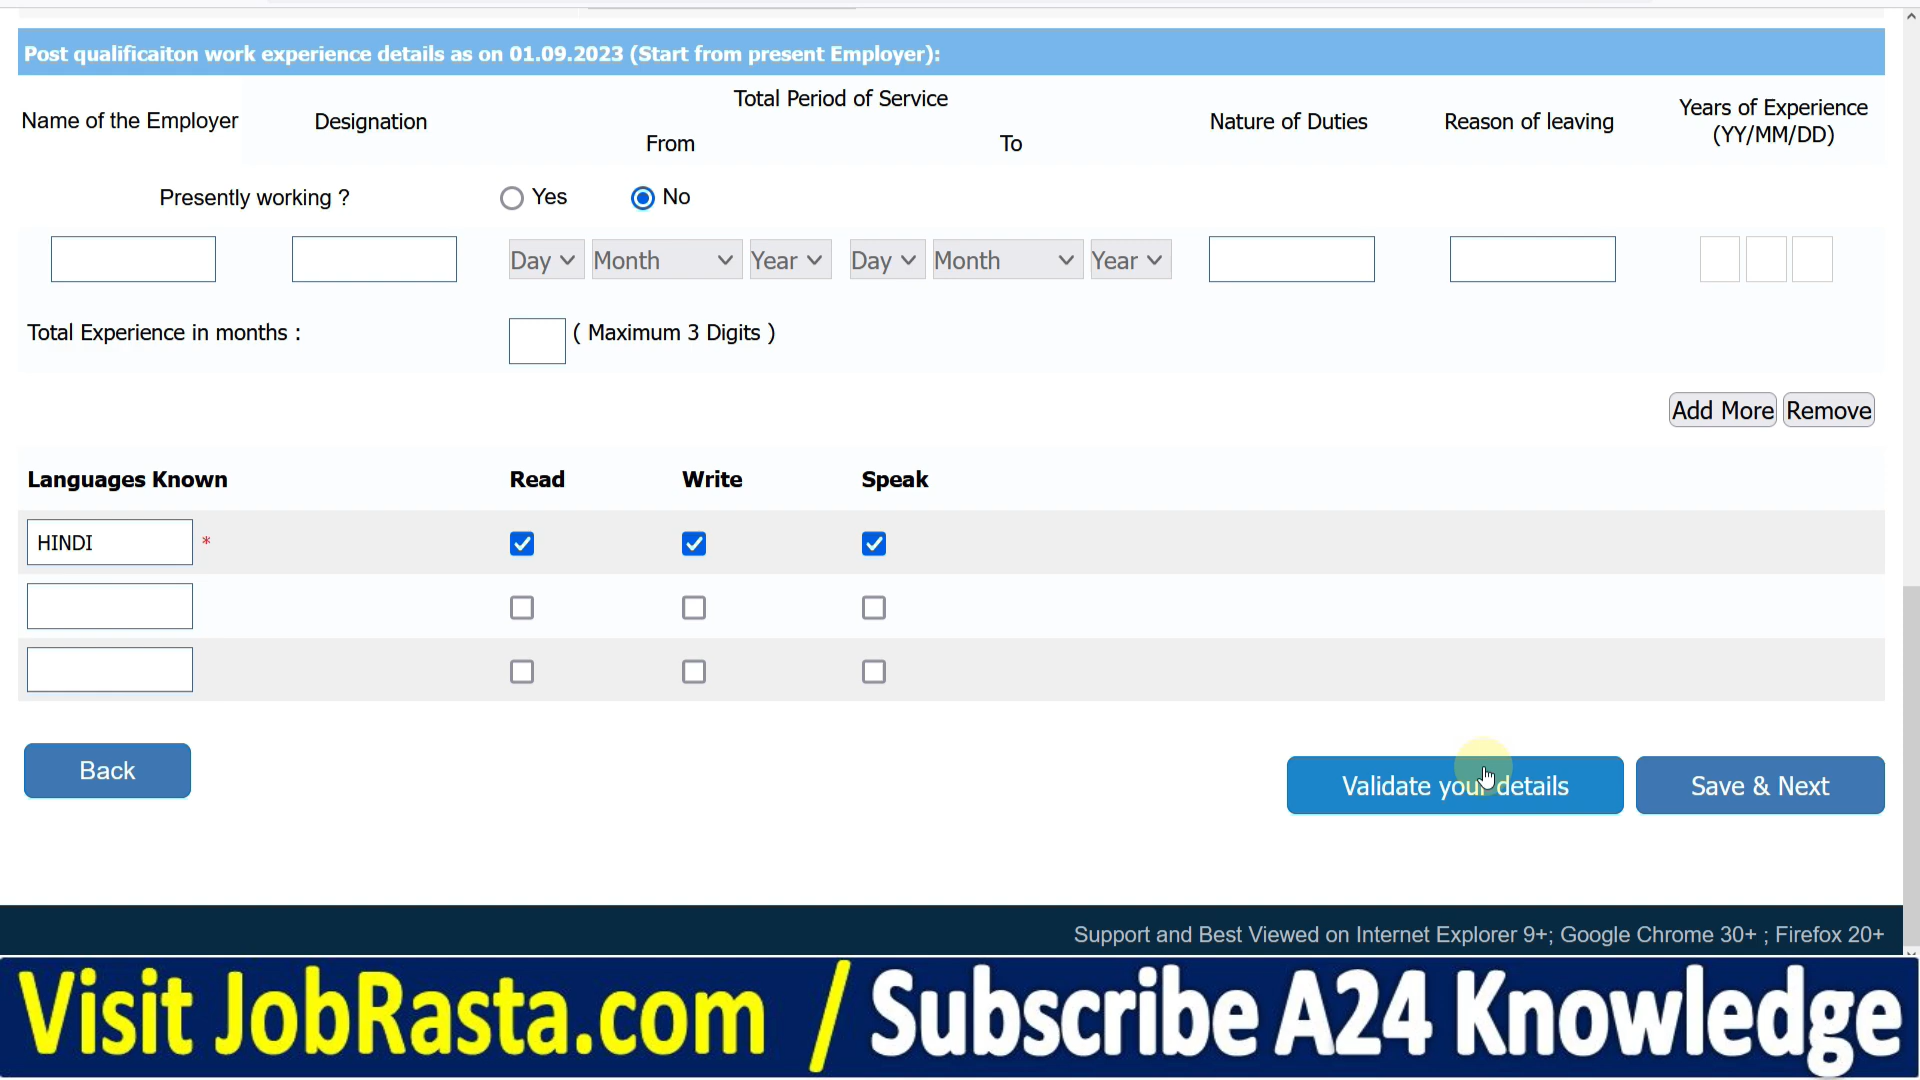 Post qualificaiton work experience details as on 01.09.2023 (Start from present Employer):
Name of the Employer
Designation
Total Period of Service
From
To
Nature of Duties
Reason of leaving
Years of Experience
(YY/MM/DD)
Presently working ?
Yes
No
Day
Month
Year
Day
Month
Year
Total Experience in months :
( Maximum 3 Digits )
Add More
Remove
Languages Known
Read
Write
Speak
HINDI
*
Back
Validate your details
Save & Next
Support and Best Viewed on Internet Explorer 9+; Google Chrome 30+ ; Firefox 20+
Visit JobRasta.com / Subscribe A24 Knowledge